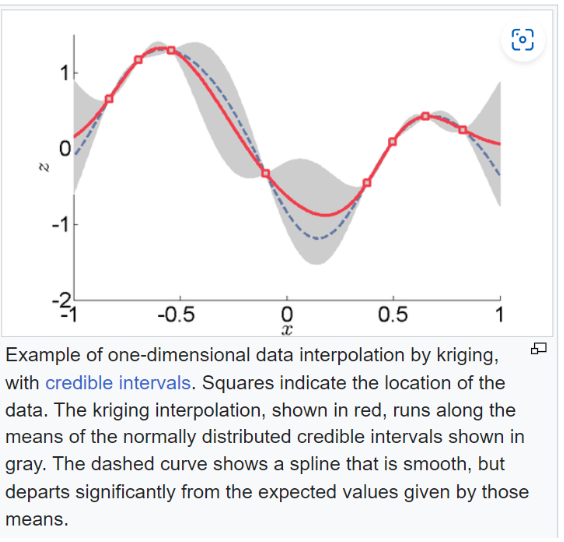 1
0
z
-1
-2
-1
-0.5
0
0.5
1
x
Example of one-dimensional data interpolation by kriging,
with credible intervals. Squares indicate the location of the
data. The kriging interpolation, shown in red, runs along the
means of the normally distributed credible intervals shown in
gray. The dashed curve shows a spline that is smooth, but
departs significantly from the expected values given by those
means.